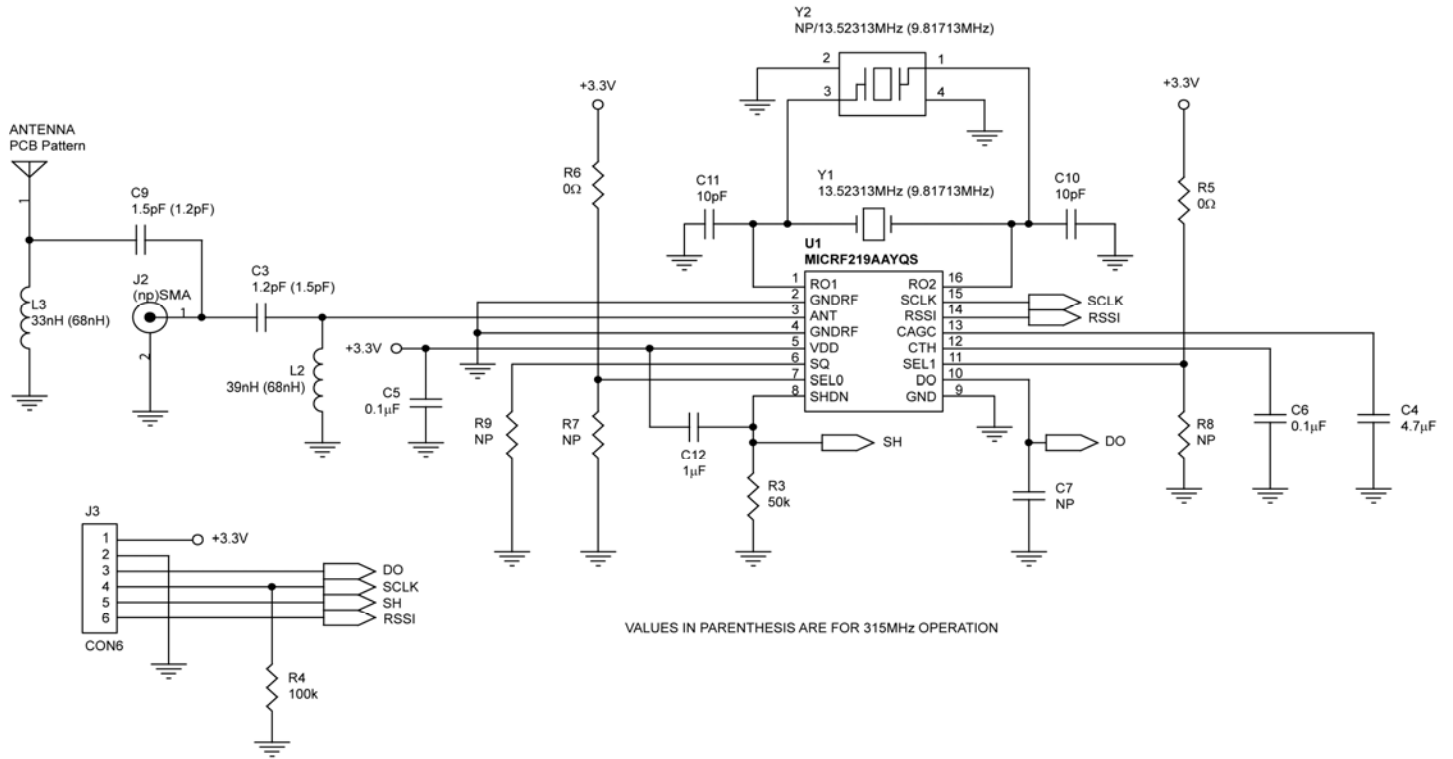 Y2
NP/13.52313MHz (9.81713MHz)
2
1
3
4
+3.3V
+3.3V
ANTENNA
PCB Pattern
1
C9
1.5pF (1.2pF)
R6
0Ω
C11
10pF
Y1
13.52313MHz (9.81713MHz)
C10
10pF
R5
0Ω
U1
MICRF219AAYQS
J2
(np)SMA
1
2
C3
1.2pF (1.5pF)
L3
33nH (68nH)
1 RO1 RO2 16
2 GNDRF SCLK 15
3 ANT RSSI 14
4 GNDRF CAGC 13
5 VDD CTH 12
6 SQ SEL1 11
7 SEL0 DO 10
8 SHDN GND 9
SCLK
RSSI
+3.3V
L2
39nH (68nH)
C5
0.1μF
R9
NP
R7
NP
C12
1μF
SH
R3
50k
DO
C7
NP
R8
NP
C6
0.1μF
C4
4.7μF
J3
1
2
3
4
5
6
CON6
+3.3V
DO
SCLK
SH
RSSI
R4
100k
VALUES IN PARENTHESIS ARE FOR 315MHz OPERATION